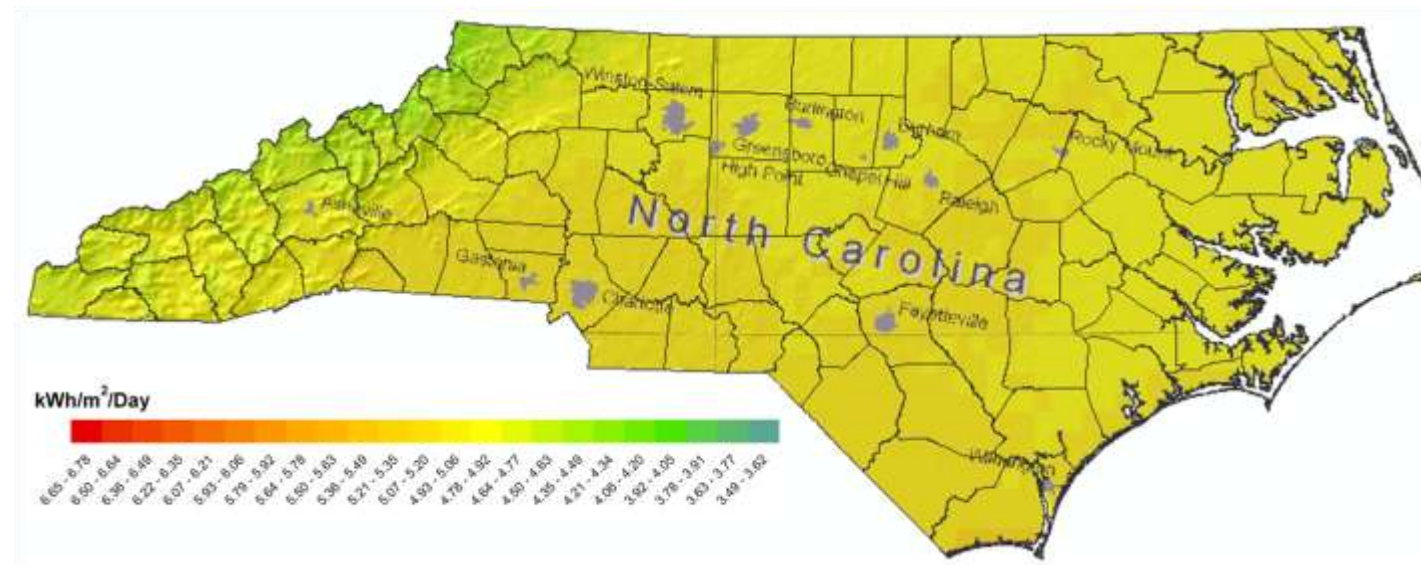 Winston-Salem
Burlington
Durham
Greensboro
Chapel Hill
Rocky Mount
High Point
Raleigh
Asheville
North Carolina
Gastonia
Charlotte
Fayetteville
Wilmington
kWh/m²/Day
6.65 - 6.78
6.50 - 6.64
6.36 - 6.49
6.22 - 6.35
6.07 - 6.21
5.93 - 6.06
5.79 - 5.92
5.64 - 5.78
5.50 - 5.63
5.36 - 5.49
5.21 - 5.35
5.07 - 5.20
4.93 - 5.06
4.78 - 4.92
4.64 - 4.77
4.50 - 4.63
4.35 - 4.49
4.21 - 4.34
4.06 - 4.20
3.92 - 4.05
3.78 - 3.91
3.63 - 3.77
3.49 - 3.62